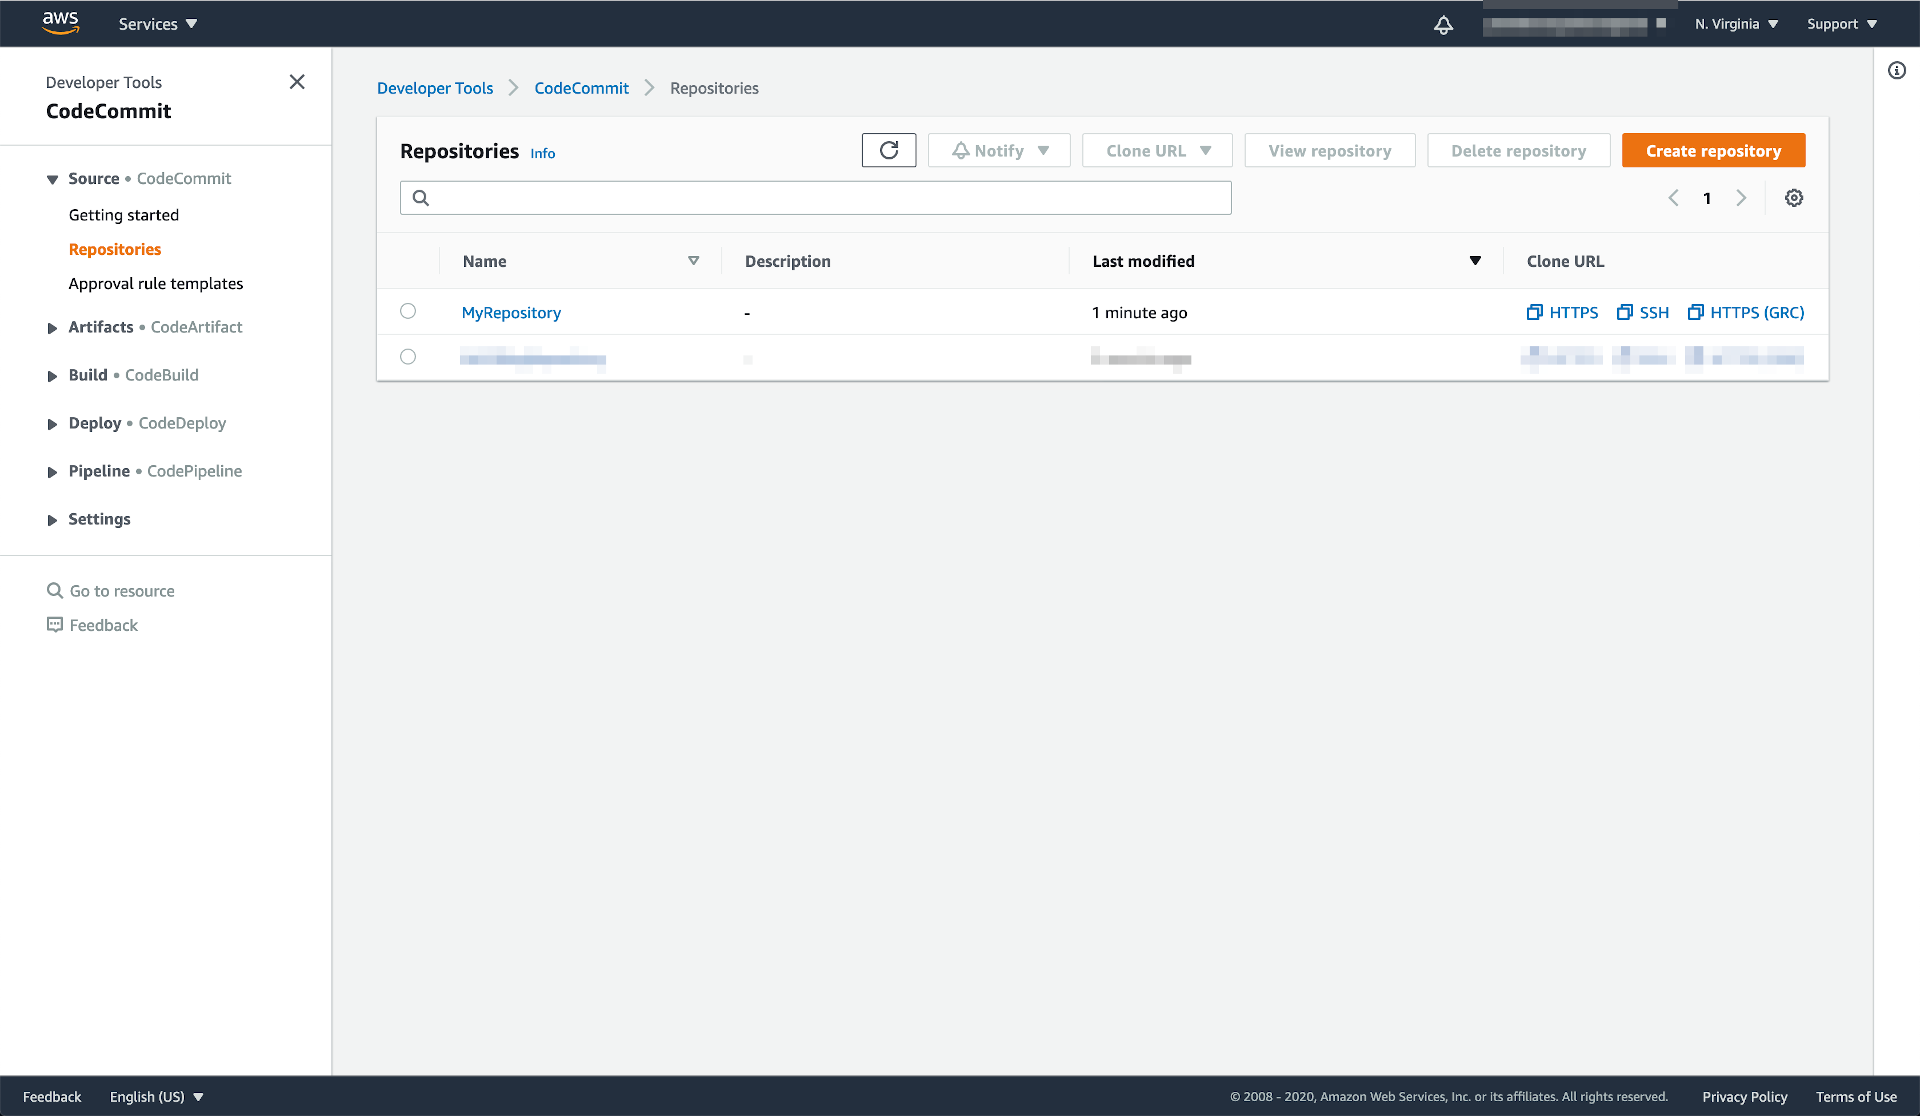 aws Services N. Virginia Support
Developer Tools
CodeCommit
Source • CodeCommit
Getting started
Repositories
Approval rule templates
Artifacts • CodeArtifact
Build • CodeBuild
Deploy • CodeDeploy
Pipeline • CodePipeline
Settings
Go to resource
Feedback
Developer Tools CodeCommit Repositories
Repositories Info Notify Clone URL View repository Delete repository Create repository
1
Name Description Last modified Clone URL
MyRepository - 1 minute ago HTTPS SSH HTTPS (GRC)
Feedback English (US) © 2008 - 2020, Amazon Web Services, Inc. or its affiliates. All rights reserved. Privacy Policy Terms of Use